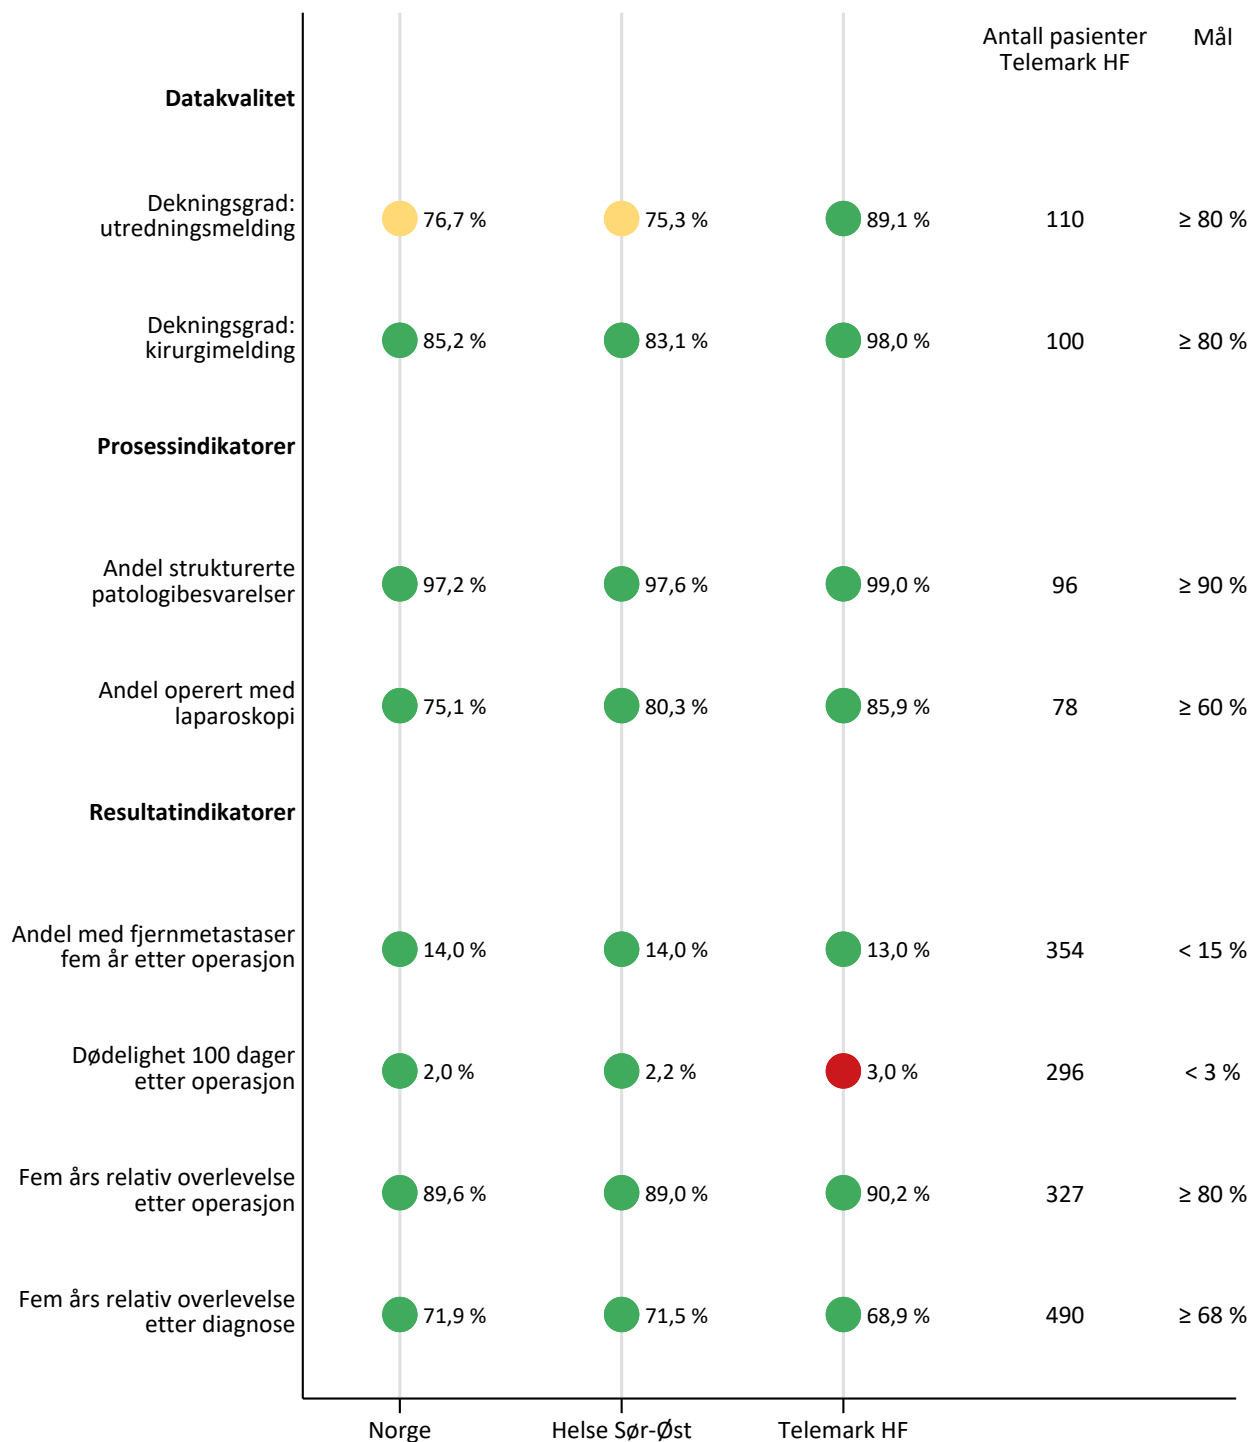 Antall pasienter
Telemark HF
Mål
Datakvalitet
Dekningsgrad:
utredningsmelding
76,7 %
75,3 %
89,1 %
110
≥ 80 %
Dekningsgrad:
kirurgimelding
85,2 %
83,1 %
98,0 %
100
≥ 80 %
Prosessindikatorer
Andel strukturerte
patologibesvarelser
97,2 %
97,6 %
99,0 %
96
≥ 90 %
Andel operert med
laparoskopi
75,1 %
80,3 %
85,9 %
78
≥ 60 %
Resultatindikatorer
Andel med fjernmetastaser
fem år etter operasjon
14,0 %
14,0 %
13,0 %
354
< 15 %
Dødelighet 100 dager
etter operasjon
2,0 %
2,2 %
3,0 %
296
< 3 %
Fem års relativ overlevelse
etter operasjon
89,6 %
89,0 %
90,2 %
327
≥ 80 %
Fem års relativ overlevelse
etter diagnose
71,9 %
71,5 %
68,9 %
490
≥ 68 %
Norge
Helse Sør-Øst
Telemark HF